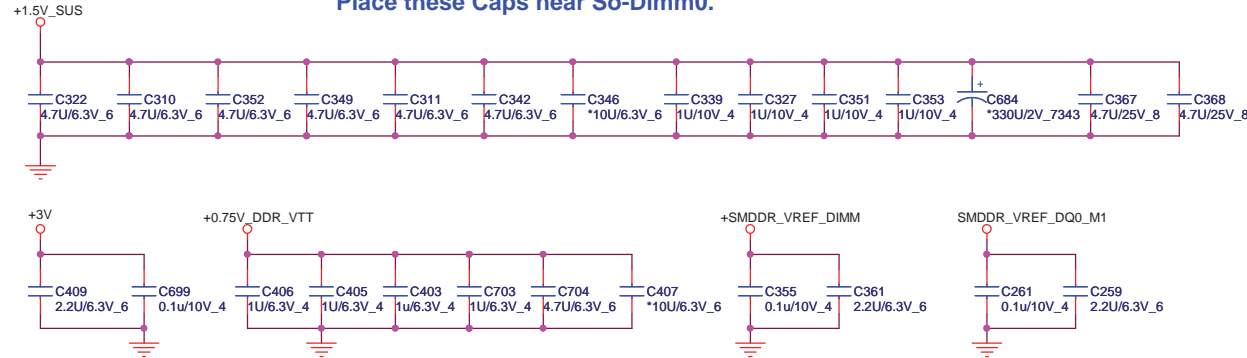 Place these Caps near So-Dimm0.
+1.5V_SUS
C322
4.7U/6.3V_6
C310
4.7U/6.3V_6
C352
4.7U/6.3V_6
C349
4.7U/6.3V_6
C311
4.7U/6.3V_6
C342
4.7U/6.3V_6
C346
*10U/6.3V_6
C339
1U/10V_4
C327
1U/10V_4
C351
1U/10V_4
C353
1U/10V_4
+
C684
*330U/2V_7343
C367
4.7U/25V_8
C368
4.7U/25V_8
+3V
C409
2.2U/6.3V_6
C699
0.1u/10V_4
+0.75V_DDR_VTT
C406
1U/6.3V_4
C405
1U/6.3V_4
C403
1u/6.3V_4
C703
1U/6.3V_4
C704
4.7U/6.3V_6
C407
*10U/6.3V_6
+SMDDR_VREF_DIMM
C355
0.1u/10V_4
C361
2.2U/6.3V_6
SMDDR_VREF_DQ0_M1
C261
0.1u/10V_4
C259
2.2U/6.3V_6